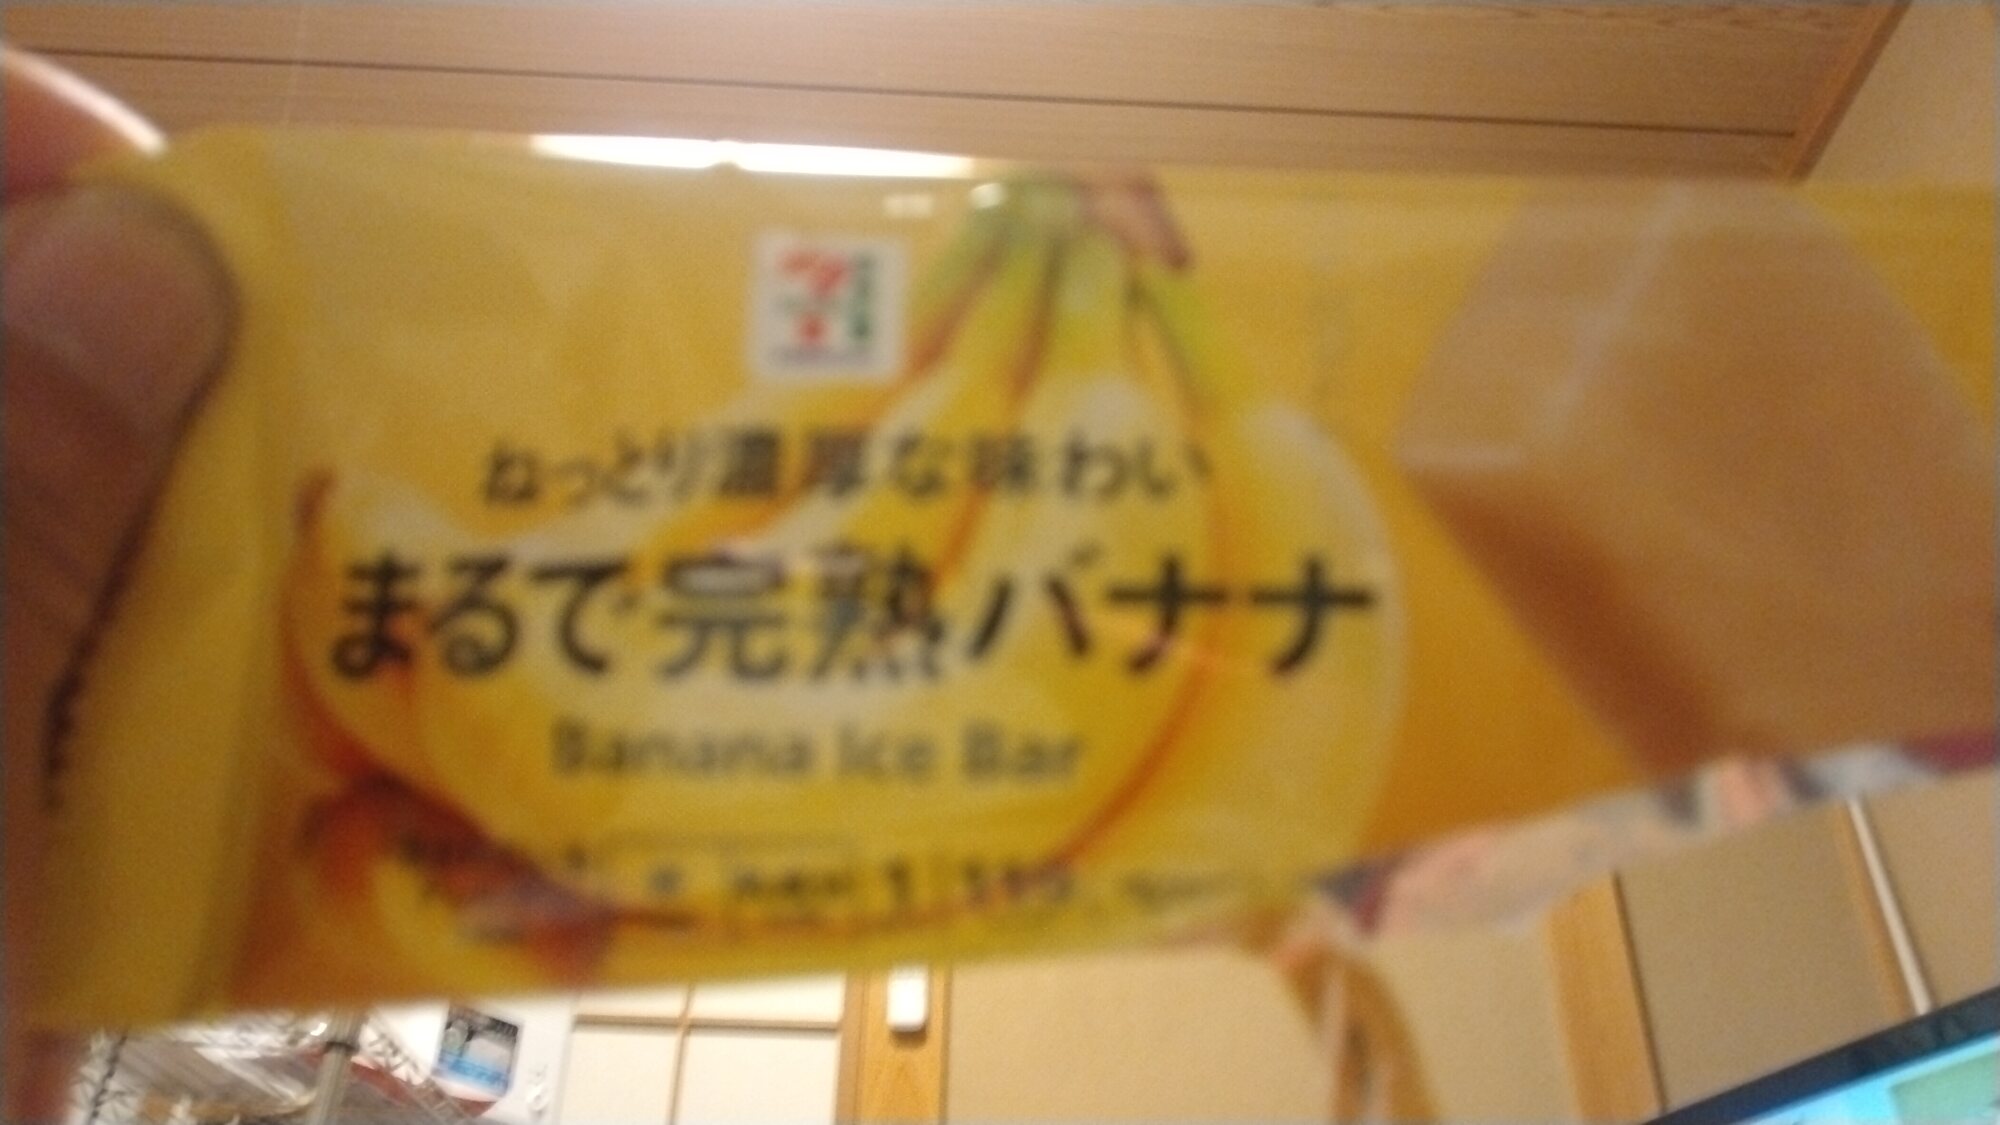 ねっとり濃厚な味わい
まるで完熟バナナ
Banana Ice Bar